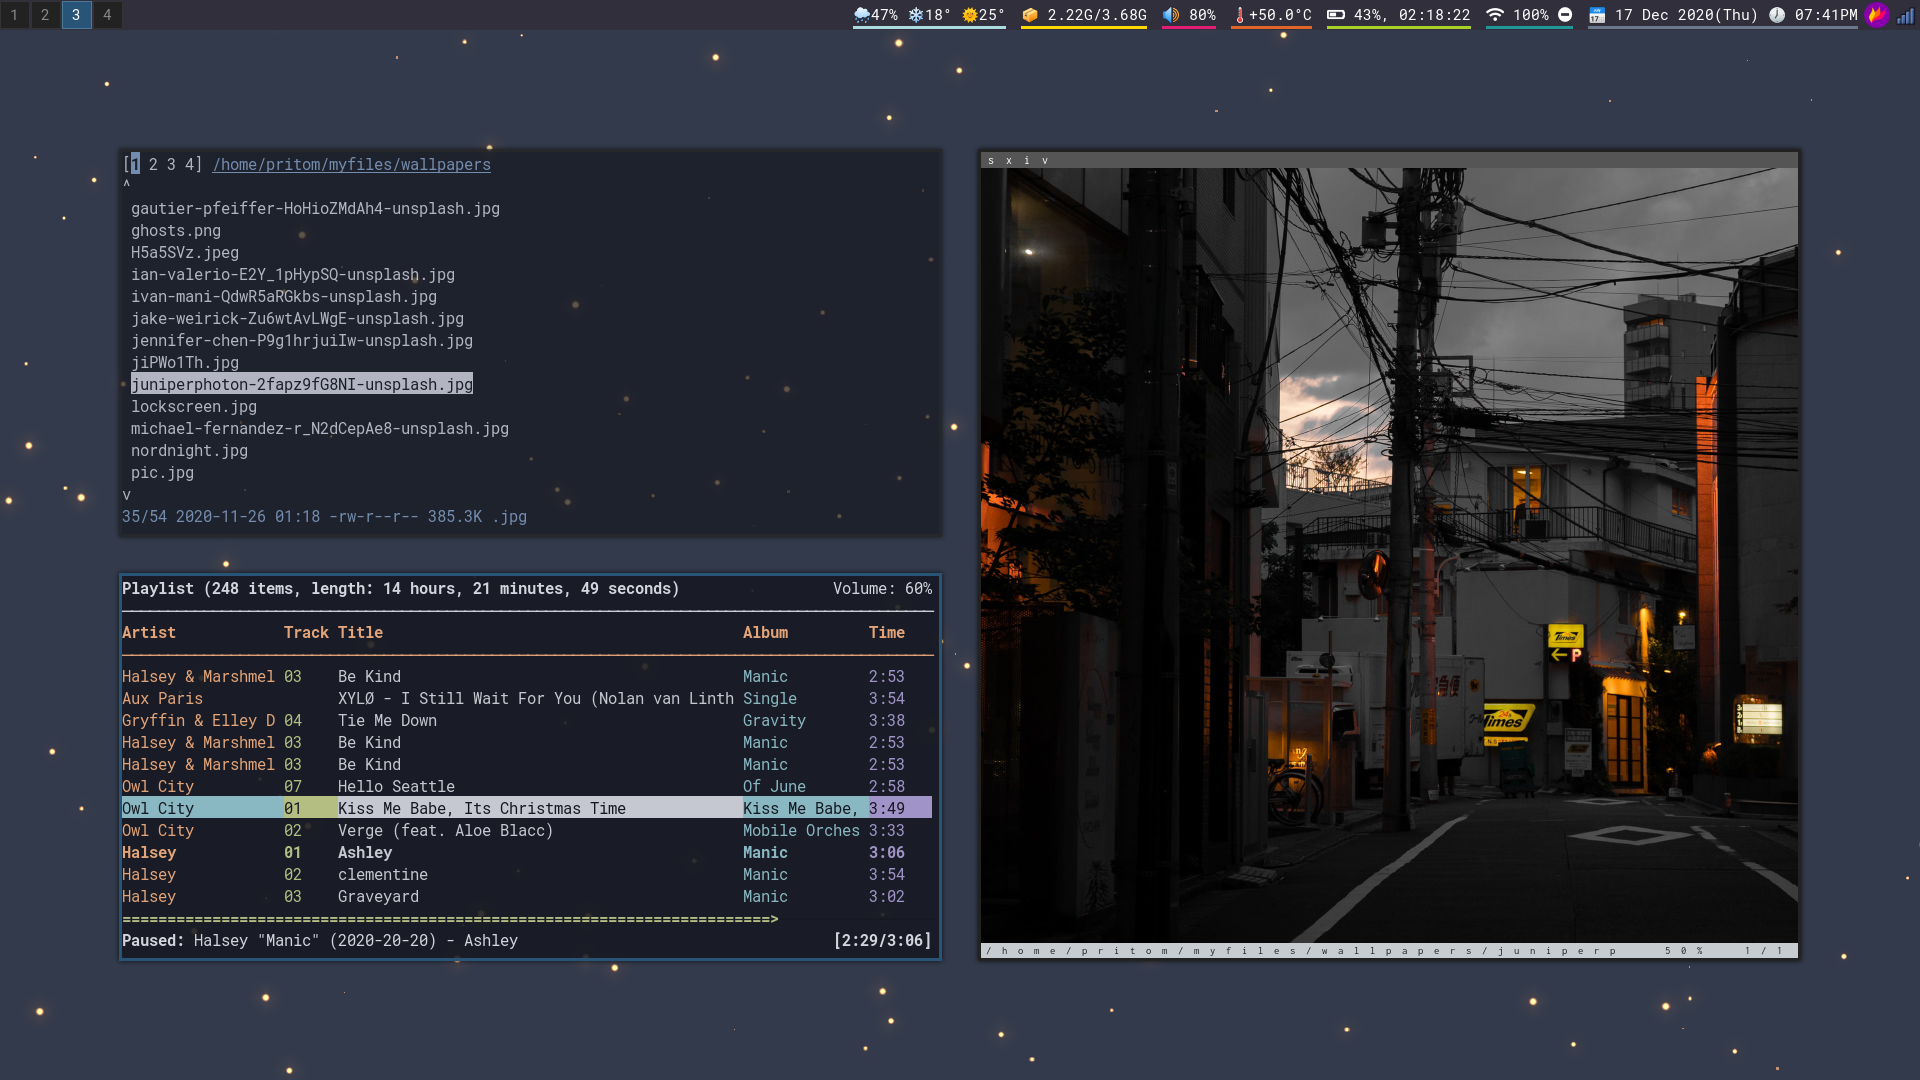 1 2 3 4
47% 18° 25° 2.22G/3.68G 80% +50.0°C 43%, 02:18:22 100% 17 Dec 2020(Thu) 07:41PM
[1 2 3 4] /home/pritom/myfiles/wallpapers
^
gautier-pfeiffer-HoHioZMdAh4-unsplash.jpg
ghosts.png
H5a5SVz.jpeg
ian-valerio-E2Y_1pHypSQ-unsplash.jpg
ivan-mani-QdwR5aRGkbs-unsplash.jpg
jake-weirick-Zu6wtAvLWgE-unsplash.jpg
jennifer-chen-P9g1hrjuiIw-unsplash.jpg
jiPWo1Th.jpg
juniperphoton-2fapz9fG8NI-unsplash.jpg
lockscreen.jpg
michael-fernandez-r_N2dCepAe8-unsplash.jpg
nordnight.jpg
pic.jpg
v
35/54 2020-11-26 01:18 -rw-r--r-- 385.3K .jpg
Playlist (248 items, length: 14 hours, 21 minutes, 49 seconds) Volume: 60%
Artist Track Title Album Time
Halsey & Marshmel 03 Be Kind Manic 2:53
Aux Paris XYLØ - I Still Wait For You (Nolan van Linth Single 3:54
Gryffin & Elley D 04 Tie Me Down Gravity 3:38
Halsey & Marshmel 03 Be Kind Manic 2:53
Halsey & Marshmel 03 Be Kind Manic 2:53
Owl City 07 Hello Seattle Of June 2:58
Owl City 01 Kiss Me Babe, Its Christmas Time Kiss Me Babe, 3:49
Owl City 02 Verge (feat. Aloe Blacc) Mobile Orches 3:33
Halsey 01 Ashley Manic 3:06
Halsey 02 clementine Manic 3:54
Halsey 03 Graveyard Manic 3:02
Paused: Halsey "Manic" (2020-20-20) - Ashley [2:29/3:06]
sxiv
Times
← P
Times
/home/pritom/myfiles/wallpapers/juniperp 50% 1/1